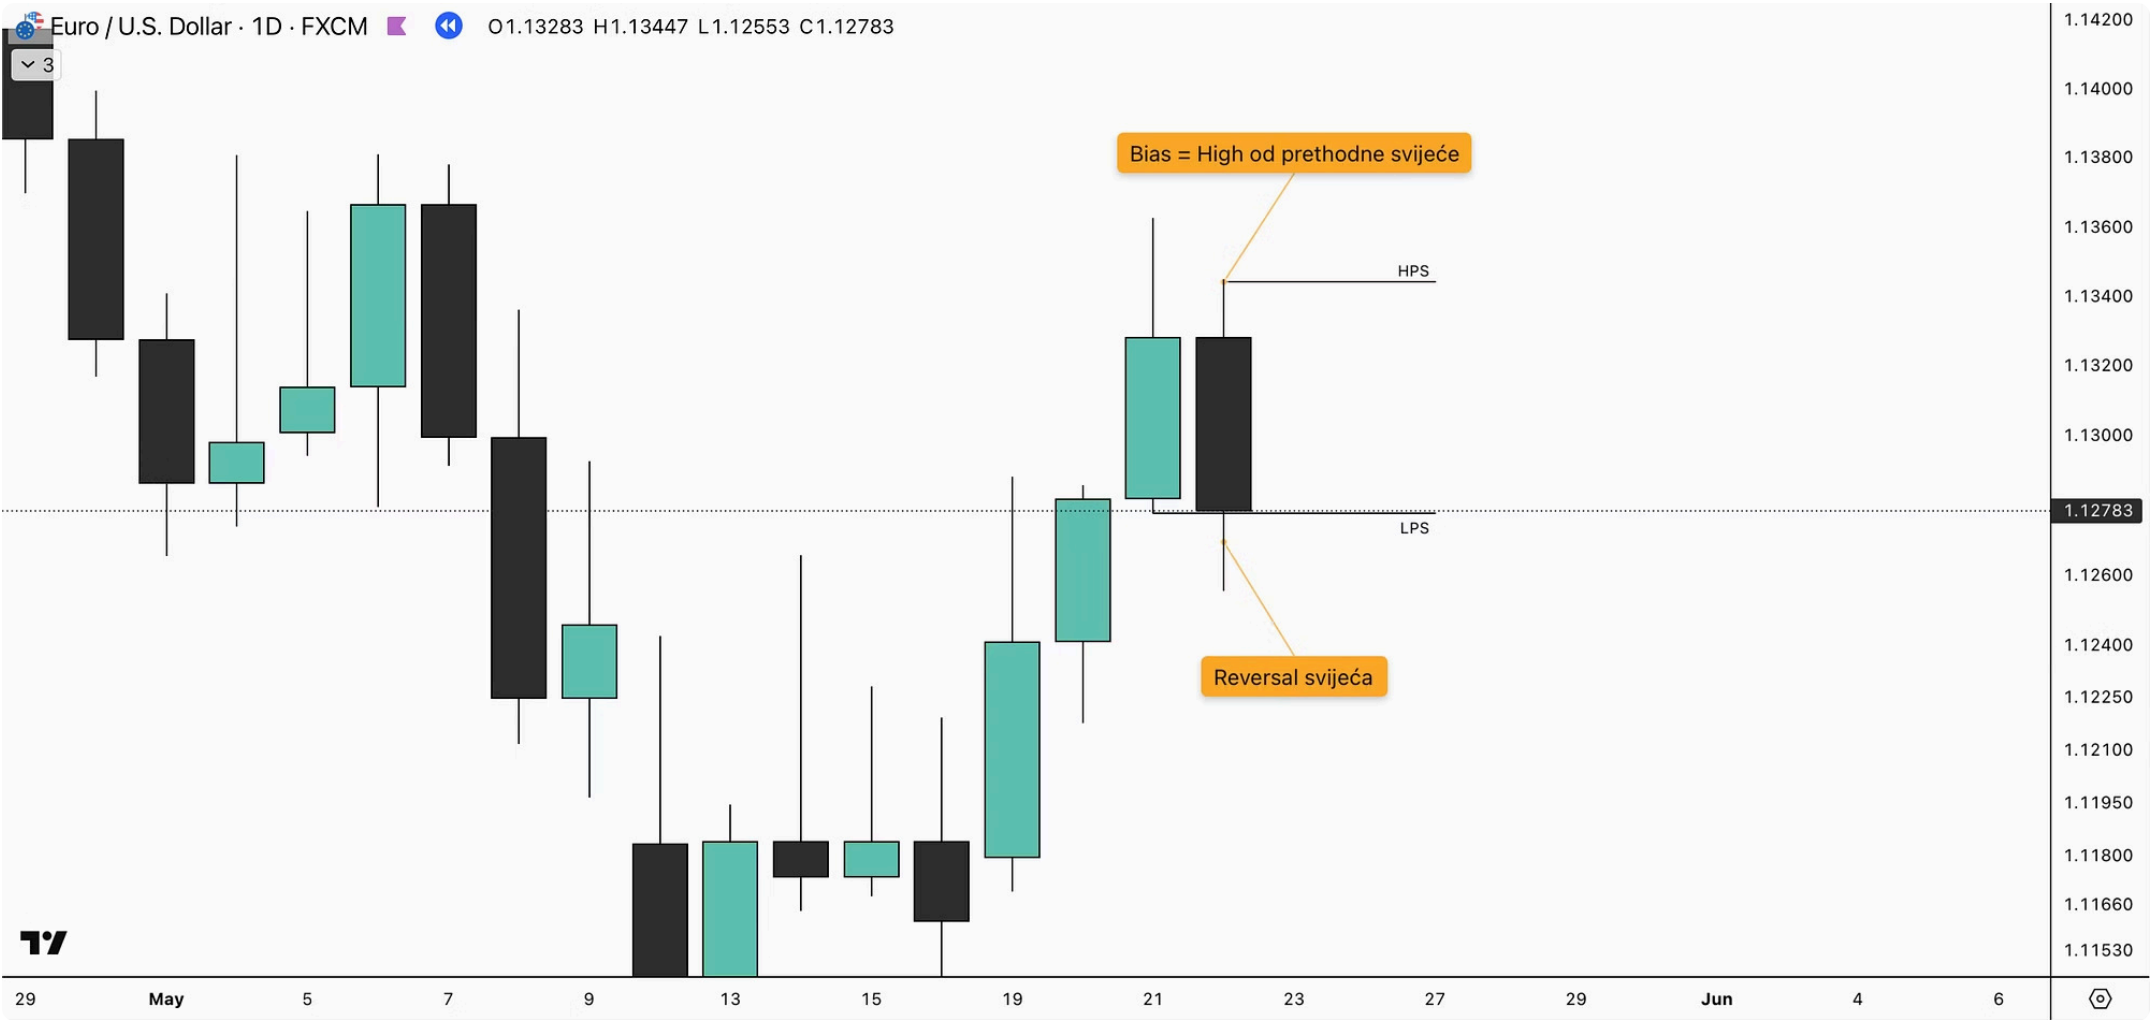 Euro / U.S. Dollar · 1D · FXCM O1.13283 H1.13447 L1.12553 C1.12783
3
Bias = High od prethodne svijeće
HPS
LPS
Reversal svijeća
1.14200
1.14000
1.13800
1.13600
1.13400
1.13200
1.13000
1.12783
1.12600
1.12400
1.12250
1.12100
1.11950
1.11800
1.11660
1.11530
29 May 5 7 9 13 15 19 21 23 27 29 Jun 4 6